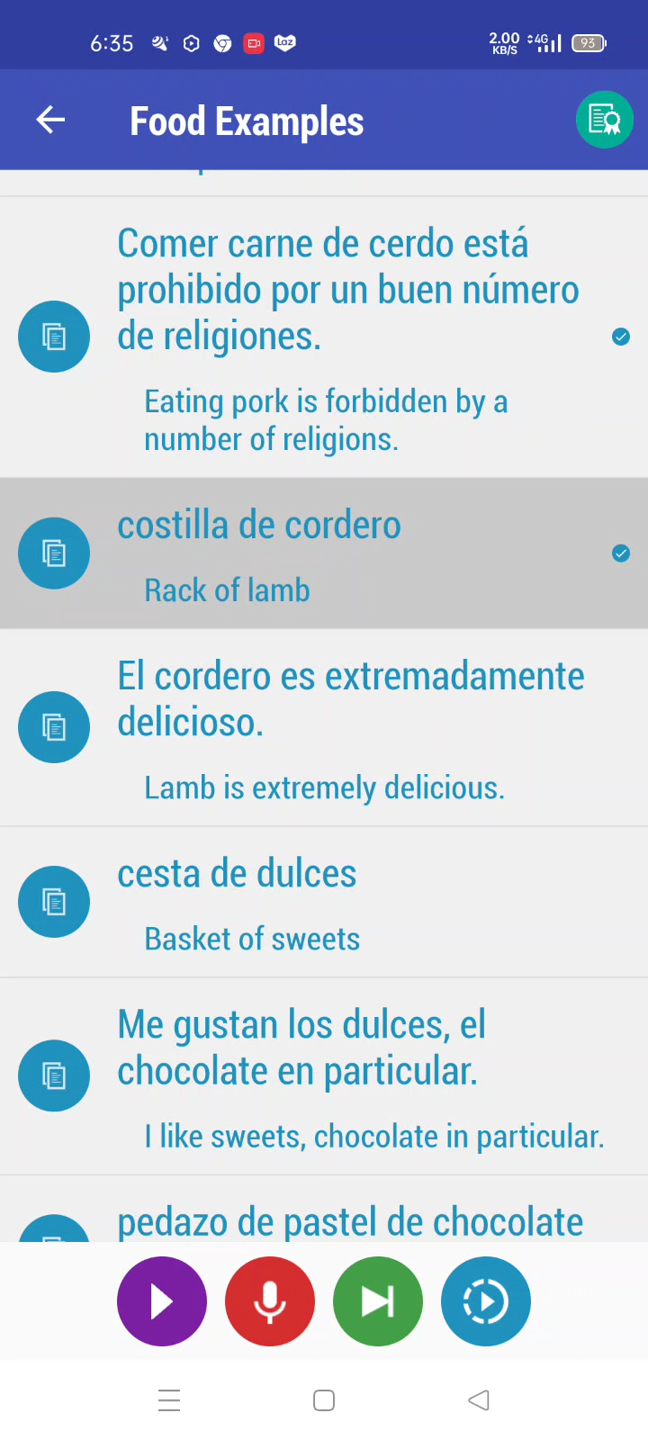 6:35
Laz
2.00
KB/S
4G
93
Food Examples
Comer carne de cerdo está
prohibido por un buen número
de religiones.
Eating pork is forbidden by a
number of religions.
costilla de cordero
Rack of lamb
El cordero es extremadamente
delicioso.
Lamb is extremely delicious.
cesta de dulces
Basket of sweets
Me gustan los dulces, el
chocolate en particular.
I like sweets, chocolate in particular.
pedazo de pastel de chocolate